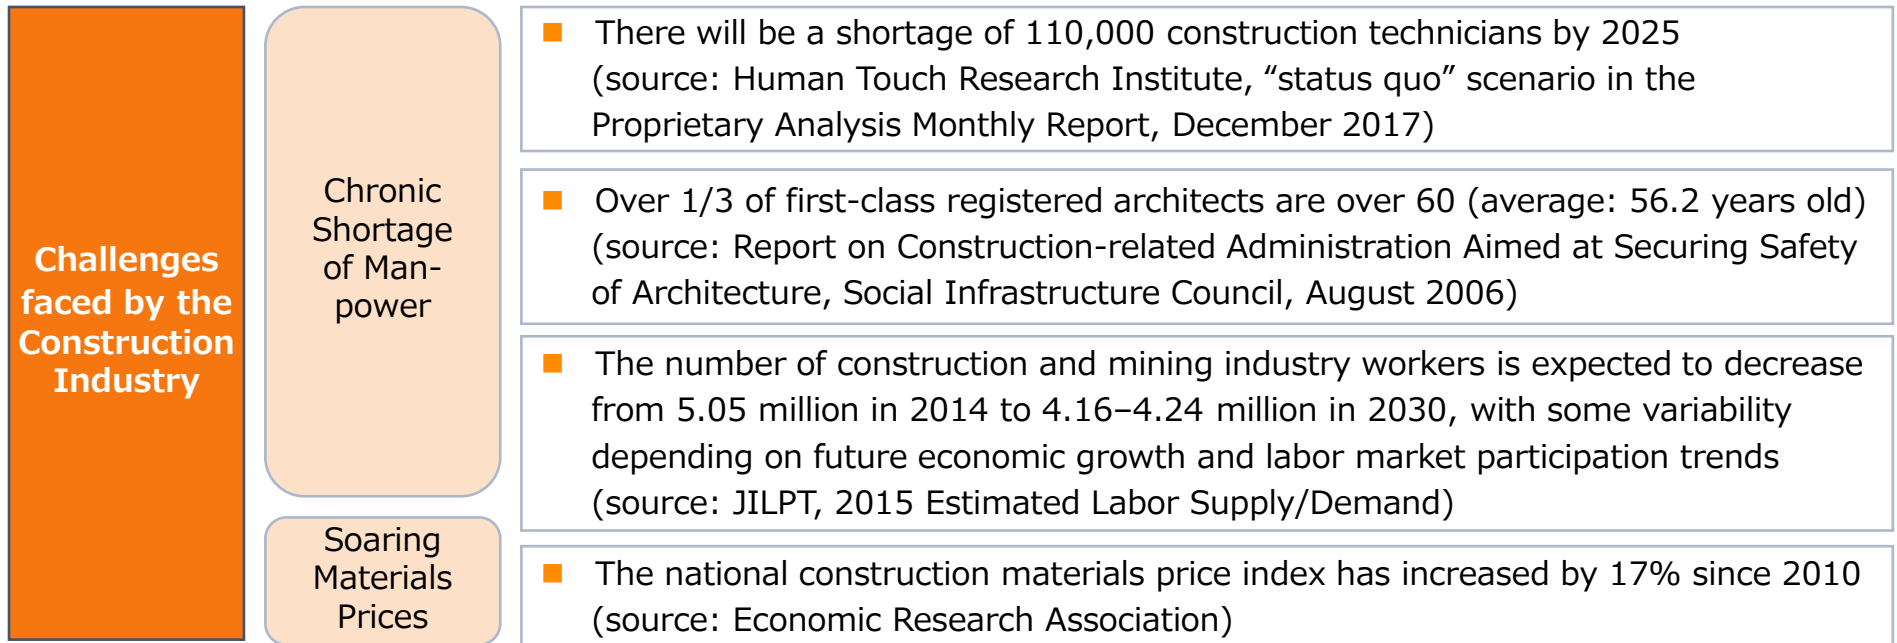 Challenges
faced by the
Construction
Industry
Chronic
Shortage
of Man-
power
■ There will be a shortage of 110,000 construction technicians by 2025
(source: Human Touch Research Institute, “status quo” scenario in the
Proprietary Analysis Monthly Report, December 2017)
■ Over 1/3 of first-class registered architects are over 60 (average: 56.2 years old)
(source: Report on Construction-related Administration Aimed at Securing Safety
of Architecture, Social Infrastructure Council, August 2006)
■ The number of construction and mining industry workers is expected to decrease
from 5.05 million in 2014 to 4.16–4.24 million in 2030, with some variability
depending on future economic growth and labor market participation trends
(source: JILPT, 2015 Estimated Labor Supply/Demand)
Soaring
Materials
Prices
■ The national construction materials price index has increased by 17% since 2010
(source: Economic Research Association)